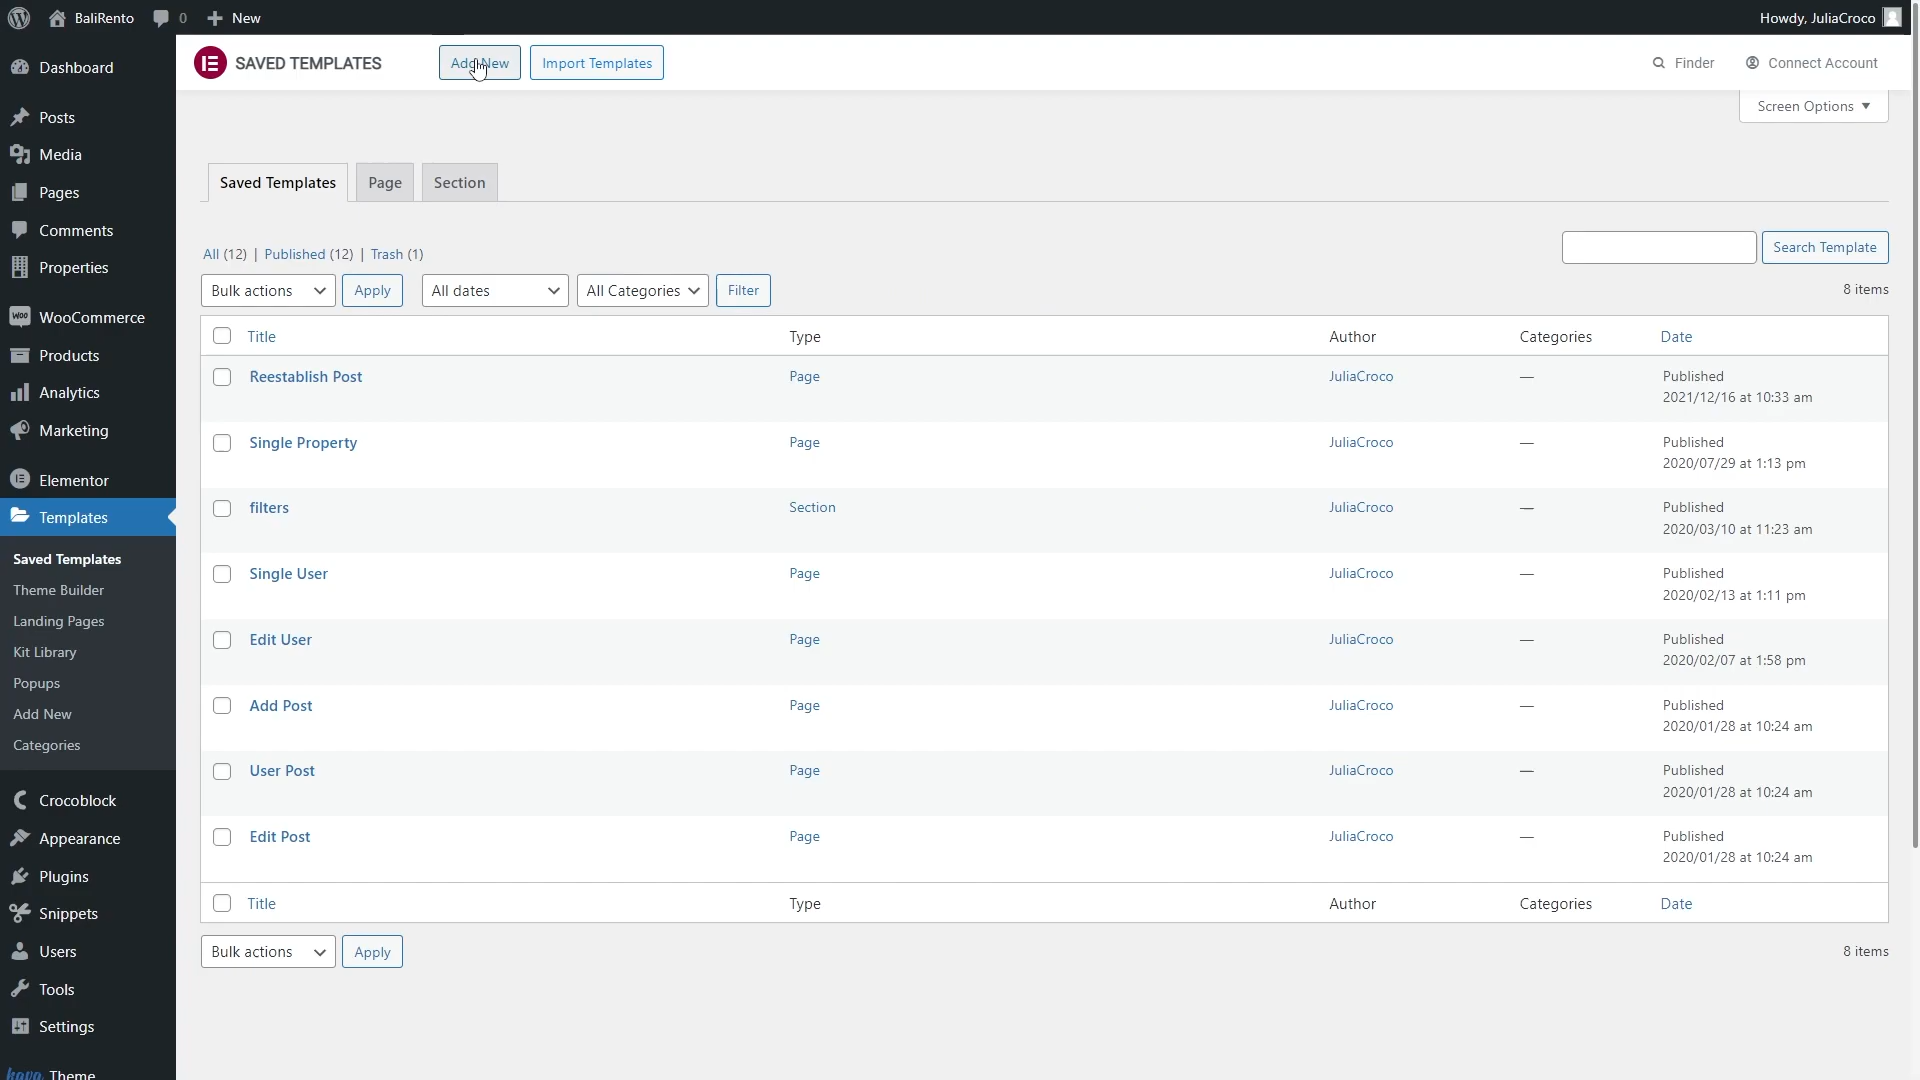 BaliRento
0
New
Howdy, JuliaCroco
Dashboard
Posts
Media
Pages
Comments
Properties
WooCommerce
Products
Analytics
Marketing
Elementor
Templates
Saved Templates
Theme Builder
Landing Pages
Kit Library
Popups
Add New
Categories
Crocoblock
Appearance
Plugins
Snippets
Users
Tools
Settings
kava Theme
SAVED TEMPLATES
Add New
Import Templates
Finder
Connect Account
Screen Options
Saved Templates
Page
Section
All (12) | Published (12) | Trash (1)
Search Template
Bulk actions
Apply
All dates
All Categories
Filter
8 items
Title Type Author Categories Date
Reestablish Post Page JuliaCroco — Published
2021/12/16 at 10:33 am
Single Property Page JuliaCroco — Published
2020/07/29 at 1:13 pm
filters Section JuliaCroco — Published
2020/03/10 at 11:23 am
Single User Page JuliaCroco — Published
2020/02/13 at 1:11 pm
Edit User Page JuliaCroco — Published
2020/02/07 at 1:58 pm
Add Post Page JuliaCroco — Published
2020/01/28 at 10:24 am
User Post Page JuliaCroco — Published
2020/01/28 at 10:24 am
Edit Post Page JuliaCroco — Published
2020/01/28 at 10:24 am
Title Type Author Categories Date
Bulk actions
Apply
8 items